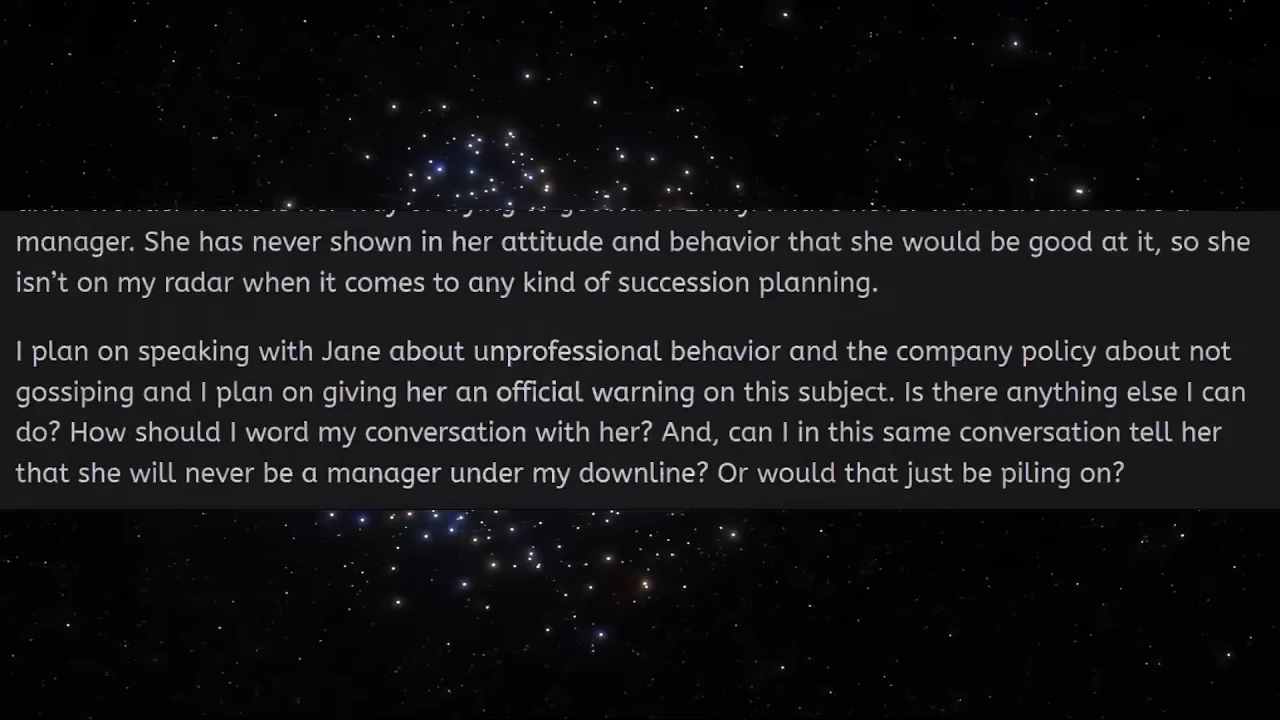 manager. She has never shown in her attitude and behavior that she would be good at it, so she
isn’t on my radar when it comes to any kind of succession planning.
I plan on speaking with Jane about unprofessional behavior and the company policy about not
gossiping and I plan on giving her an official warning on this subject. Is there anything else I can
do? How should I word my conversation with her? And, can I in this same conversation tell her
that she will never be a manager under my downline? Or would that just be piling on?